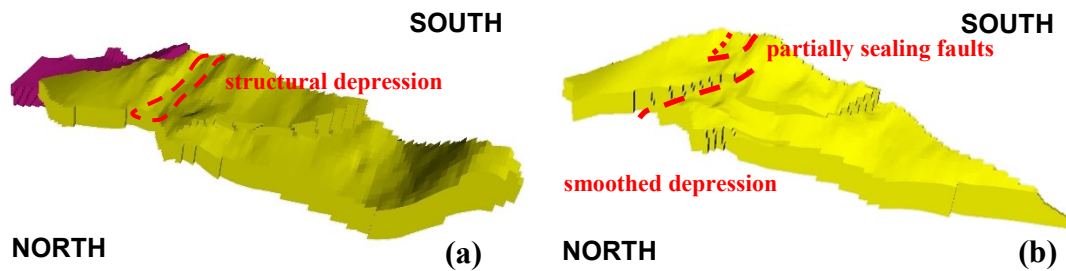 SOUTH
structural depression
NORTH
(a)
SOUTH
partially sealing faults
smoothed depression
NORTH
(b)